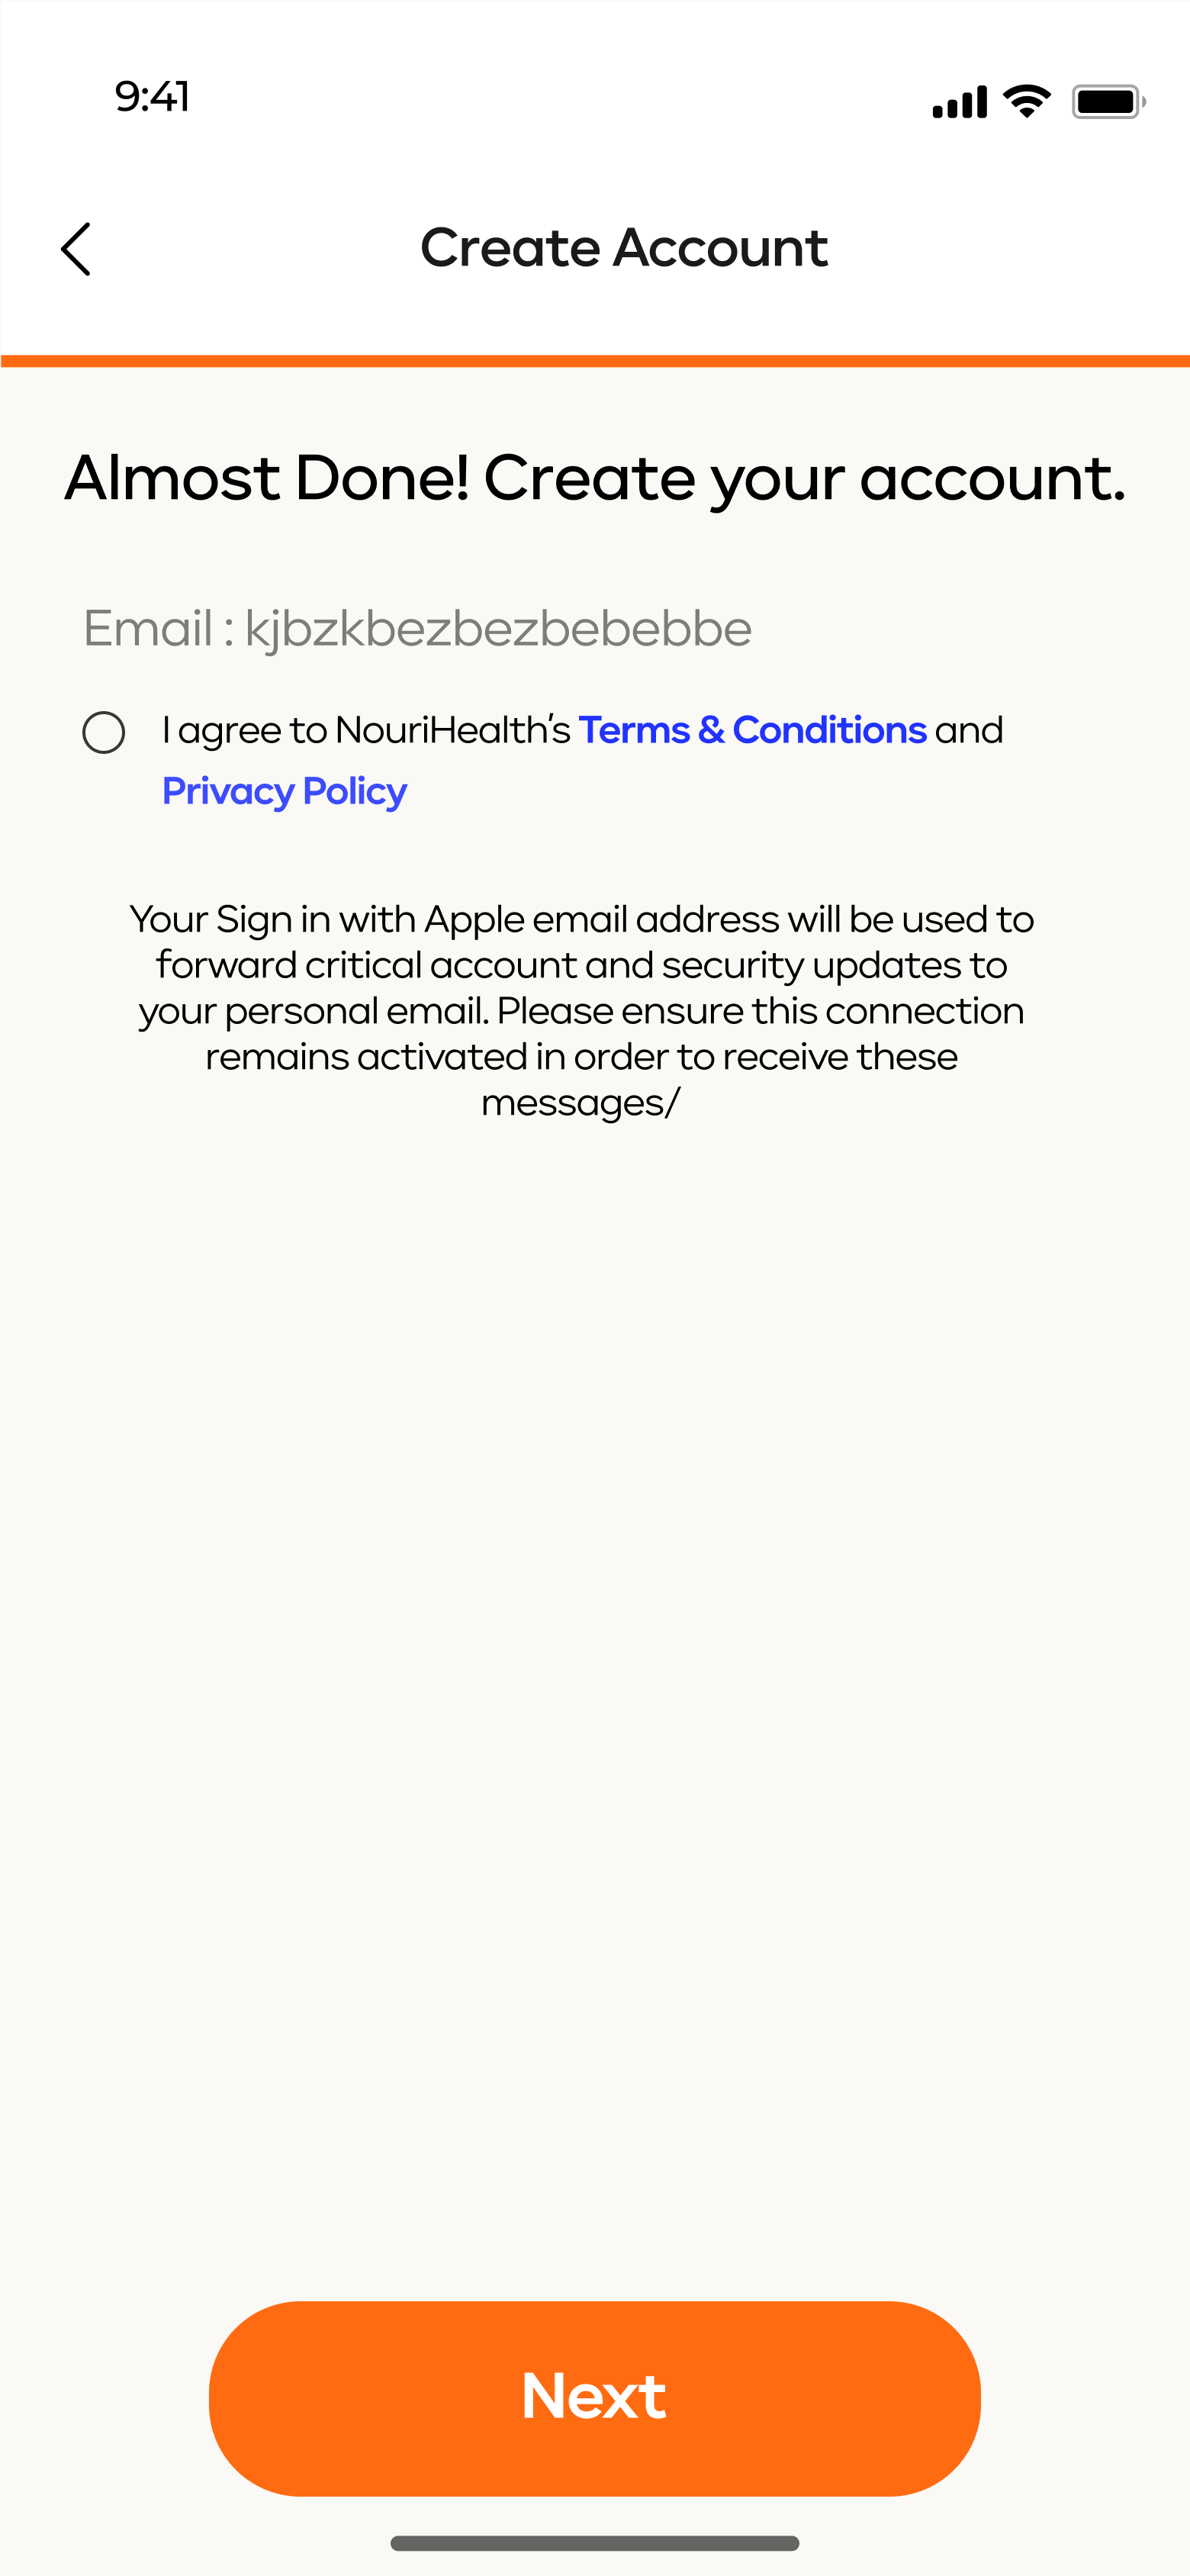 9:41
Create Account
Almost Done! Create your account.
Email : kjbzkbezbezbebebbe
I agree to NouriHealth’s Terms & Conditions and
Privacy Policy
Your Sign in with Apple email address will be used to
forward critical account and security updates to
your personal email. Please ensure this connection
remains activated in order to receive these
messages/
Next